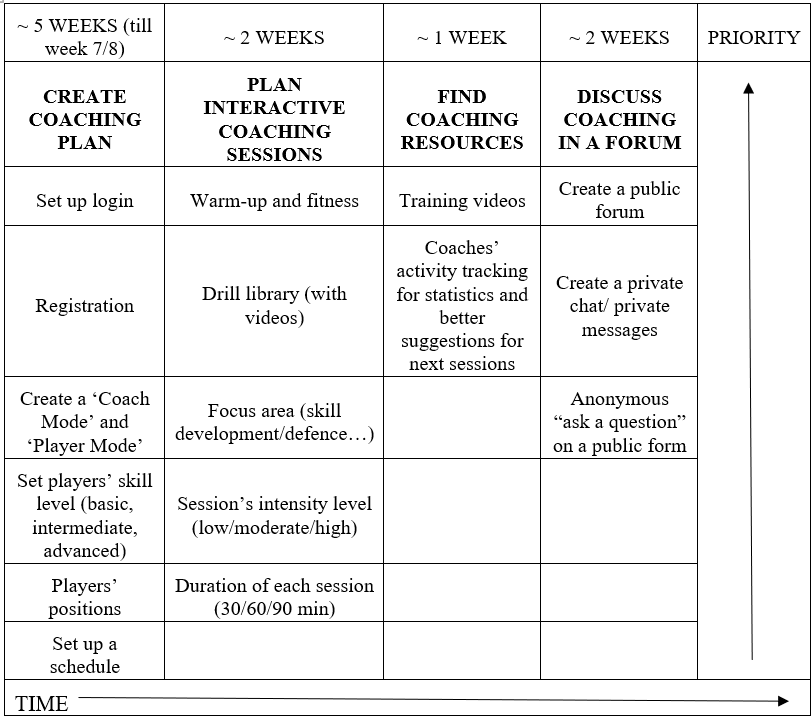 ~ 5 WEEKS (till
week 7/8)
~ 2 WEEKS
~ 1 WEEK
~ 2 WEEKS
PRIORITY
CREATE
COACHING
PLAN
PLAN
INTERACTIVE
COACHING
SESSIONS
FIND
COACHING
RESOURCES
DISCUSS
COACHING
IN A FORUM
Set up login
Warm-up and fitness
Training videos
Create a public
forum
Registration
Drill library (with
videos)
Coaches’
activity tracking
for statistics and
better
suggestions for
next sessions
Create a private
chat/ private
messages
Create a ‘Coach
Mode’ and
‘Player Mode’
Focus area (skill
development/defence…)
Anonymous
“ask a question”
on a public form
Set players’ skill
level (basic,
intermediate,
advanced)
Session’s intensity level
(low/moderate/high)
Players’
positions
Duration of each session
(30/60/90 min)
Set up a
schedule
TIME